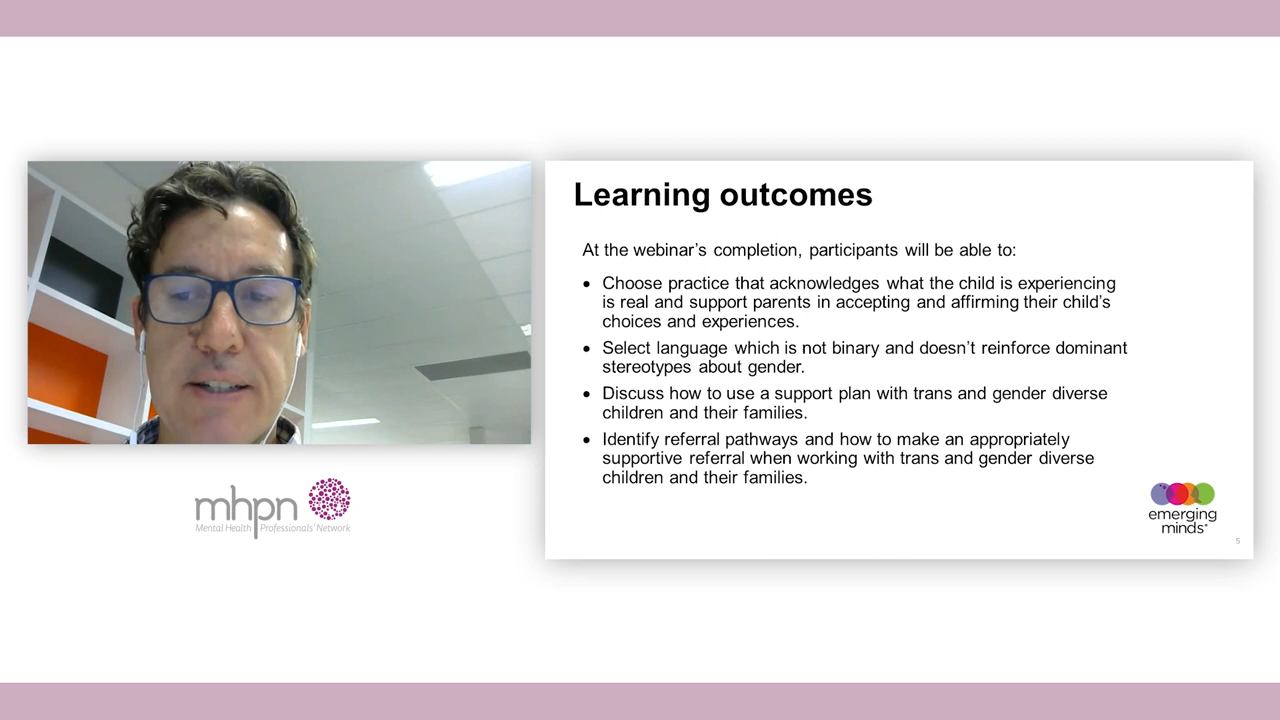 Learning outcomes
At the webinar's completion, participants will be able to:
• Choose practice that acknowledges what the child is experiencing
is real and support parents in accepting and affirming their child's
choices and experiences.
• Select language which is not binary and doesn't reinforce dominant
stereotypes about gender.
• Discuss how to use a support plan with trans and gender diverse
children and their families.
• Identify referral pathways and how to make an appropriately
supportive referral when working with trans and gender diverse
children and their families.
emerging
minds
5
mhpn
Mental Health Professionals' Network